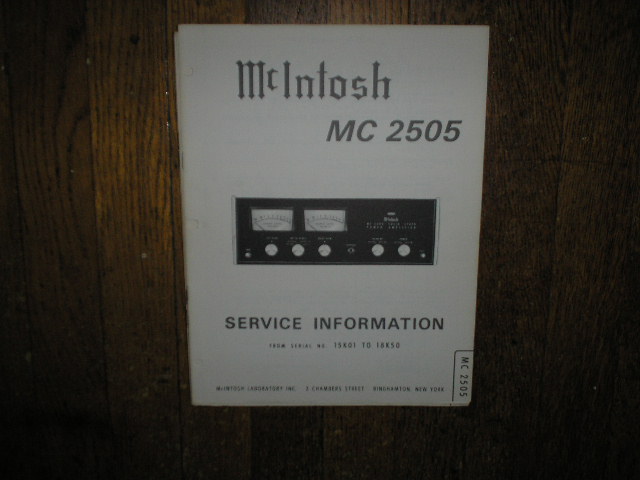 McIntosh
MC 2505
SERVICE INFORMATION
FROM SERIAL NO. 15K01 TO 18K50
McINTOSH LABORATORY INC. 2 CHAMBERS STREET BINGHAMTON, NEW YORK
MC 2505